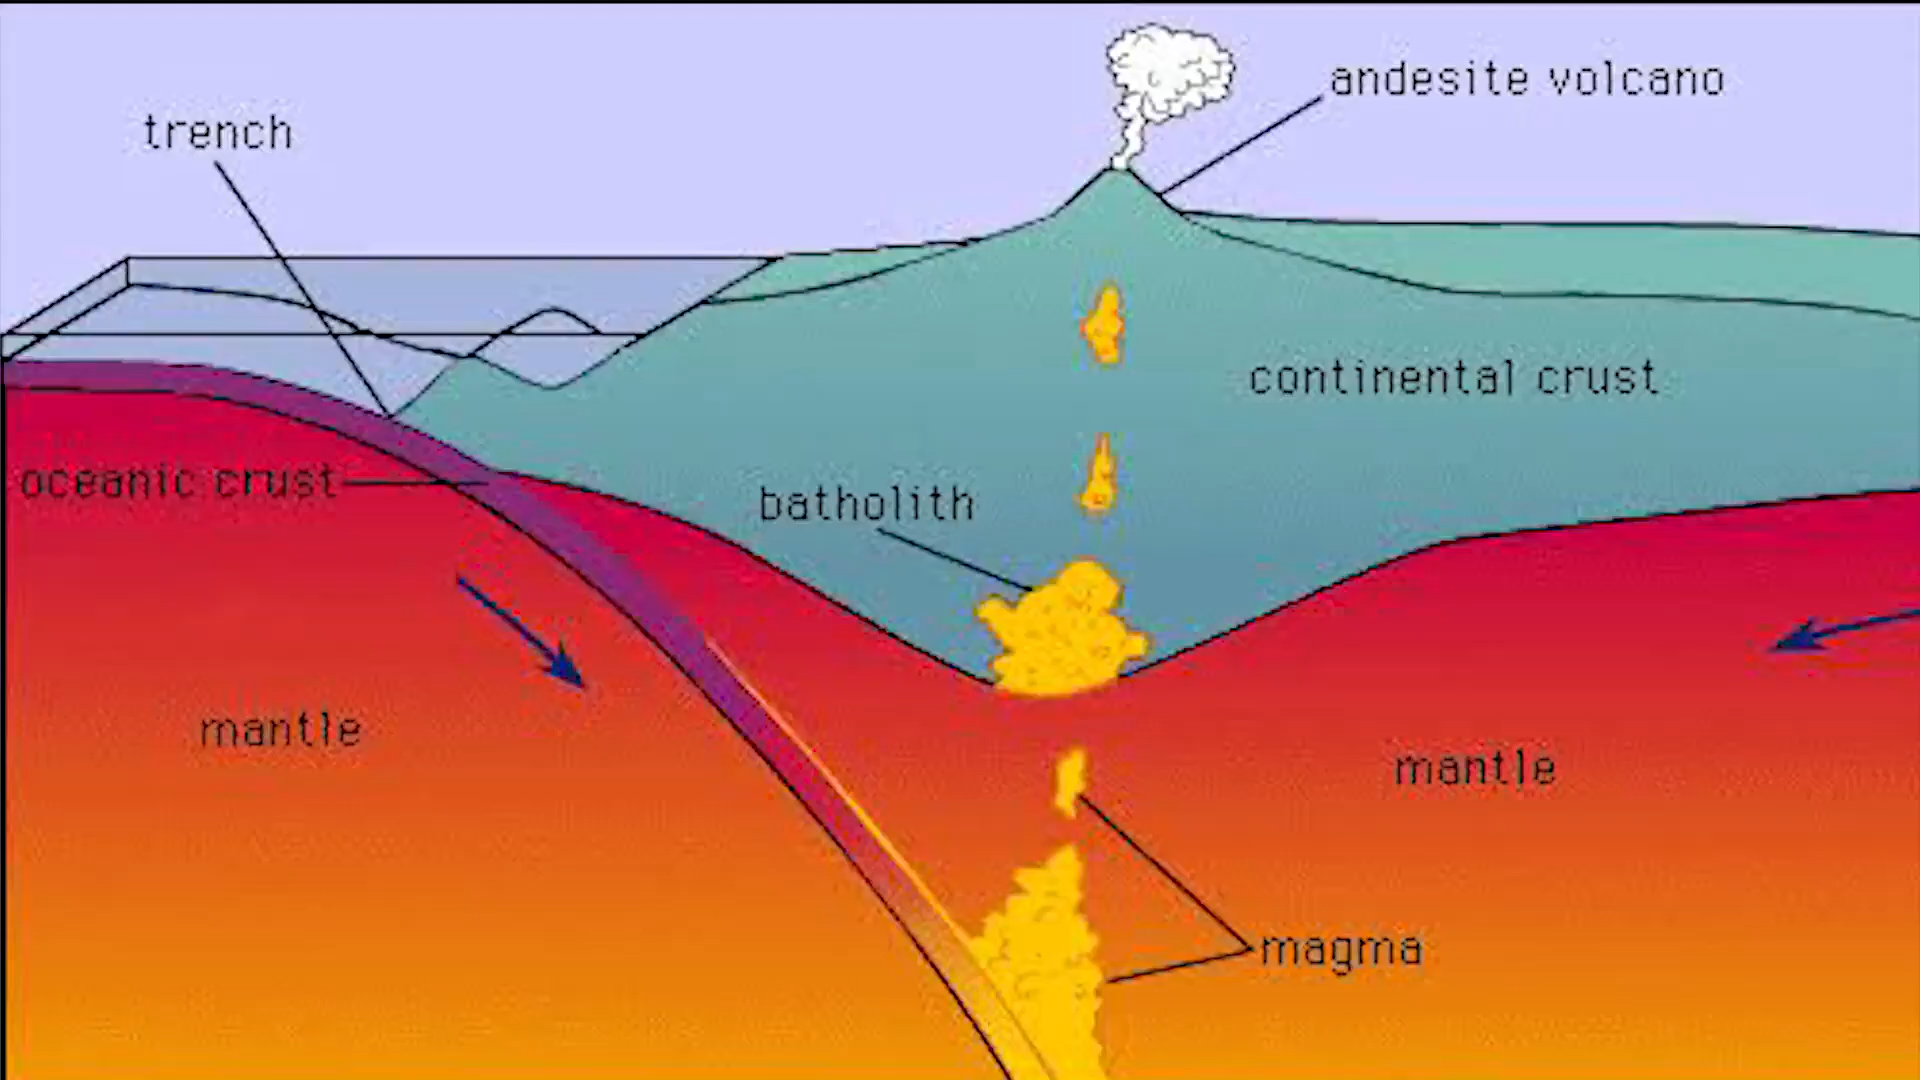 andesite volcano
trench
continental crust
oceanic crust
batholith
mantle
mantle
magma